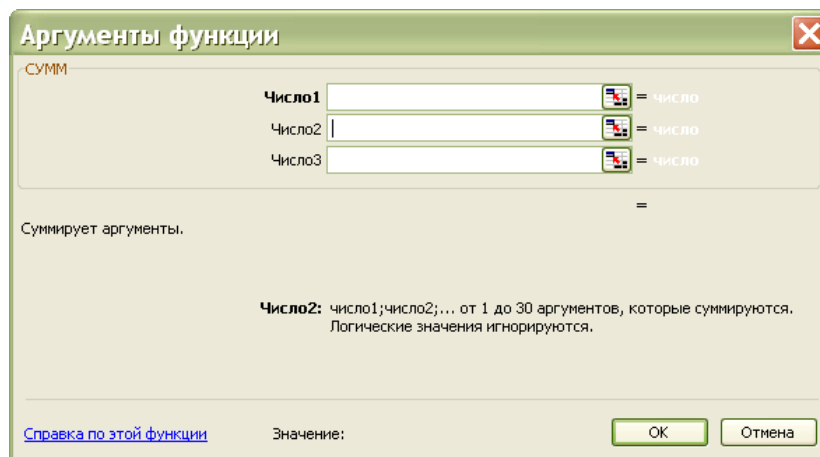 Аргументы функции
СУММ
Число1 = число
Число2 = число
Число3 = число
=
Суммирует аргументы.
Число2: число1;число2;... от 1 до 30 аргументов, которые суммируются.
Логические значения игнорируются.
Справка по этой функции Значение: ОК Отмена